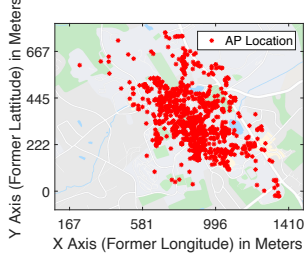 AP Location
Y Axis (Former Lattitude) in Meters
667
445
222
0
167 581 996 1410
X Axis (Former Longitude) in Meters